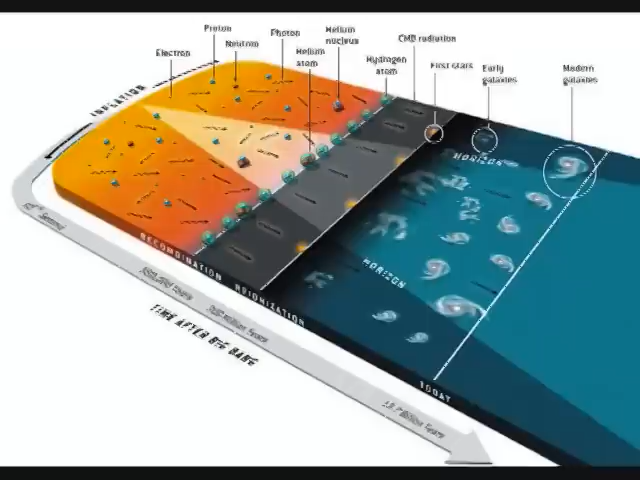 Proton
Photon
Helium
nucleus
CMB radiation
Electron
Neutron
Helium
atom
Hydrogen
atom
First stars
Early
galaxies
Modern
galaxies
INFLATION
HORIZON
HORIZON
RECOMBINATION
REIONIZATION
TIME AFTER BIG BANG
TODAY